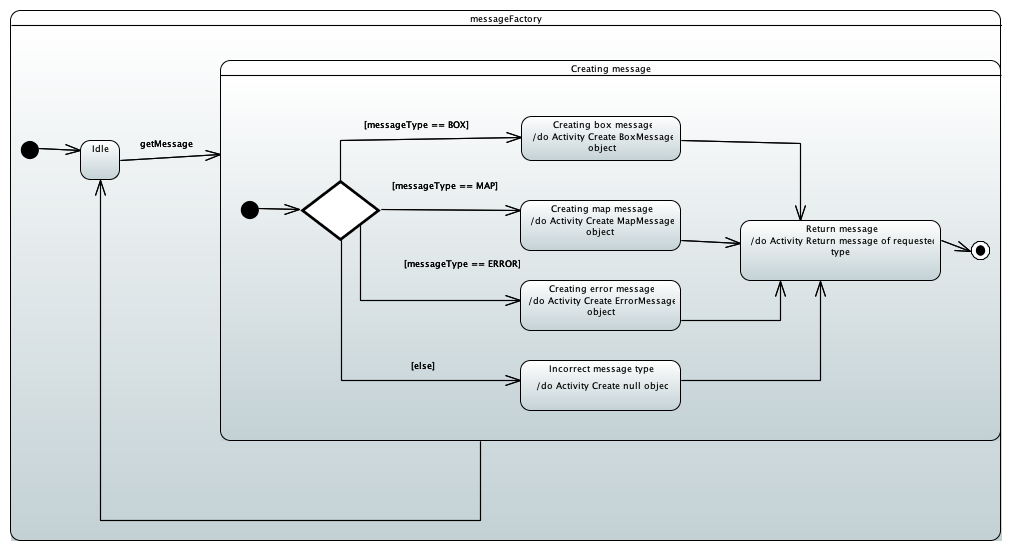 messageFactory
Creating message
Idle
getMessage
[messageType == BOX]
Creating box message
/do Activity Create BoxMessage
object
[messageType == MAP]
Creating map message
/do Activity Create MapMessage
object
Return message
/do Activity Return message of requested
type
[messageType == ERROR]
Creating error message
/do Activity Create ErrorMessage
object
[else]
Incorrect message type
/do Activity Create null objec